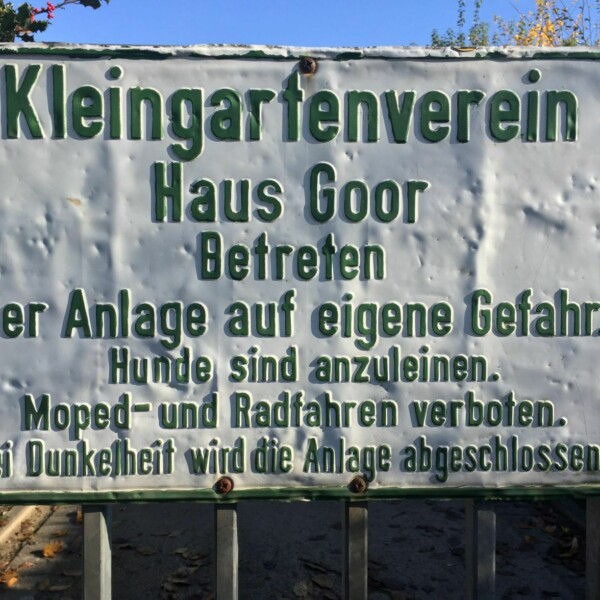 Kleingartenverein
Haus Goor
Betreten
er Anlage auf eigene Gefahr.
Hunde sind anzuleinen.
Moped- und Radfahren verboten.
ei Dunkelheit wird die Anlage abgeschlossen